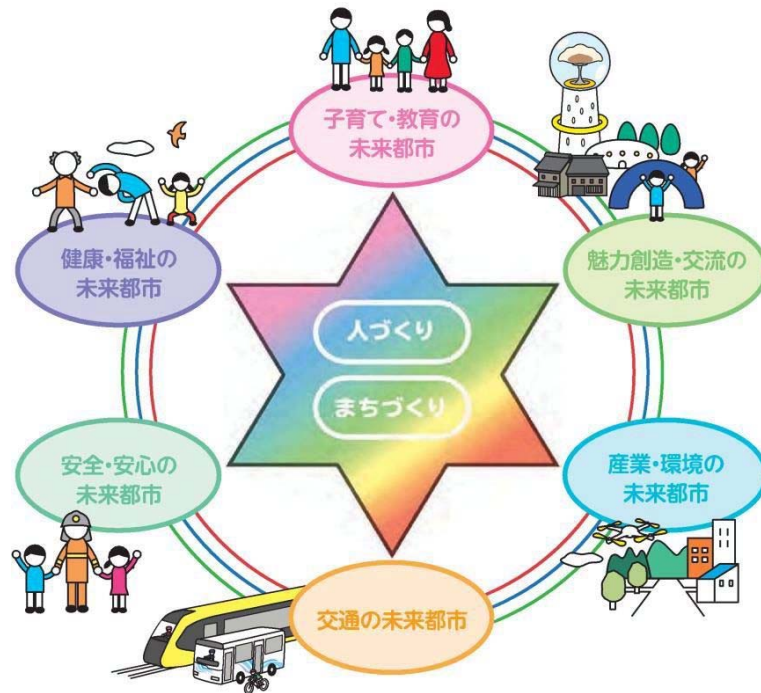 子育て・教育の
未来都市
健康・福祉の
未来都市
魅力創造・交流の
未来都市
人づくり
まちづくり
安全・安心の
未来都市
産業・環境の
未来都市
交通の未来都市